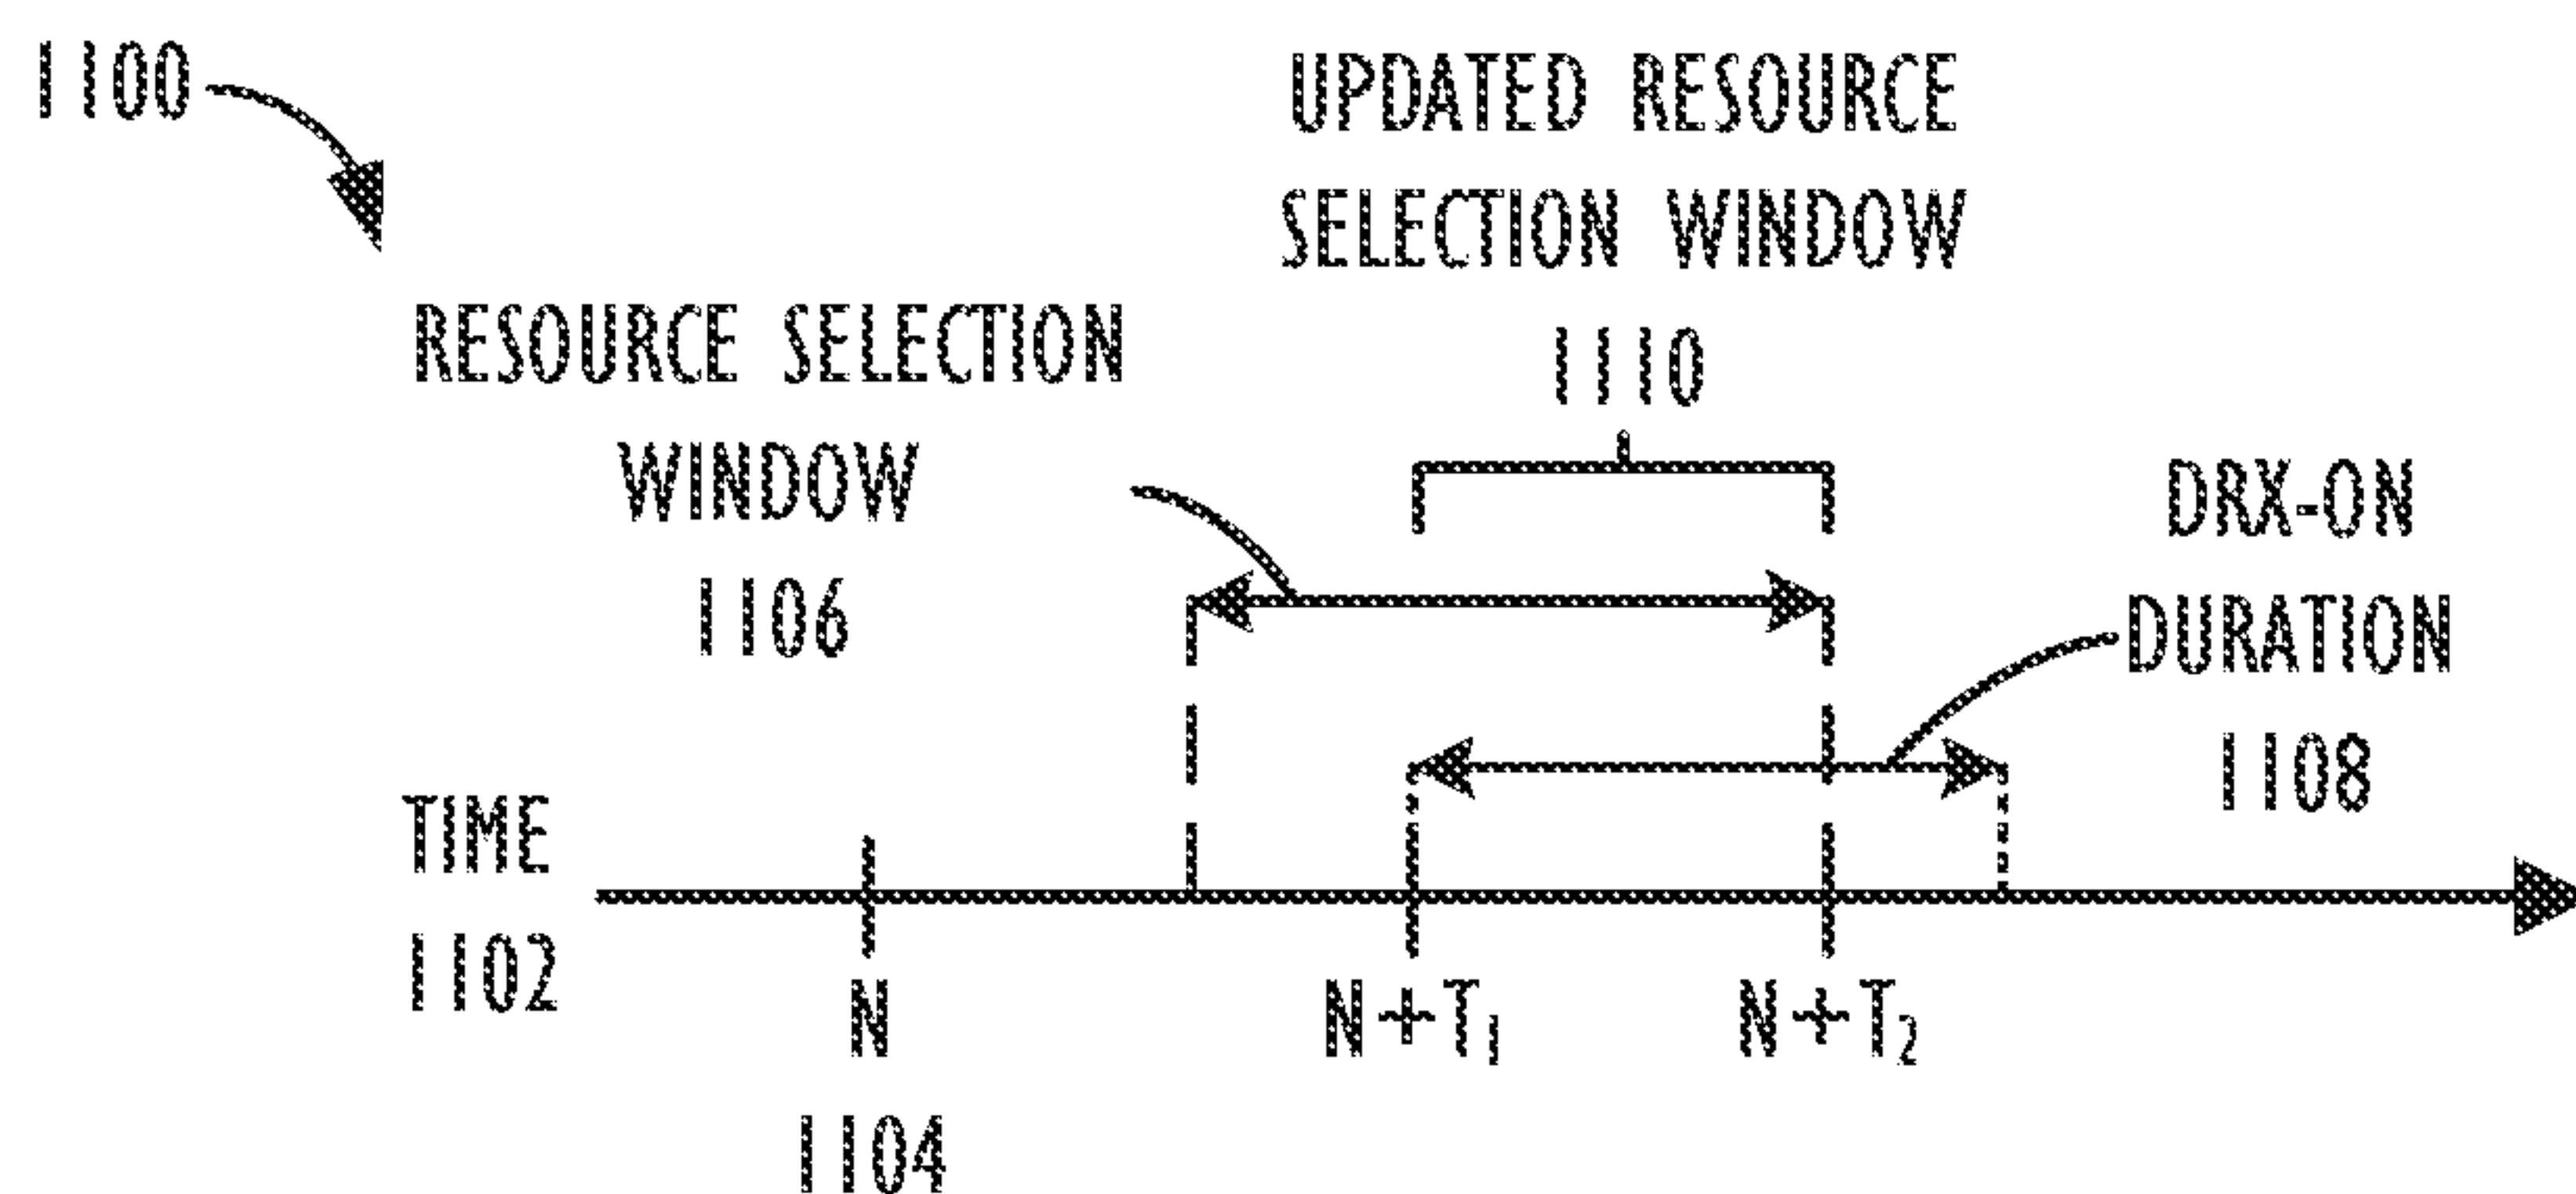 1100
UPDATED RESOURCE
SELECTION WINDOW
1110
RESOURCE SELECTION
WINDOW
1106
DRX-ON
DURATION
1108
TIME
1102
N
1104
N+T₁
N+T₂